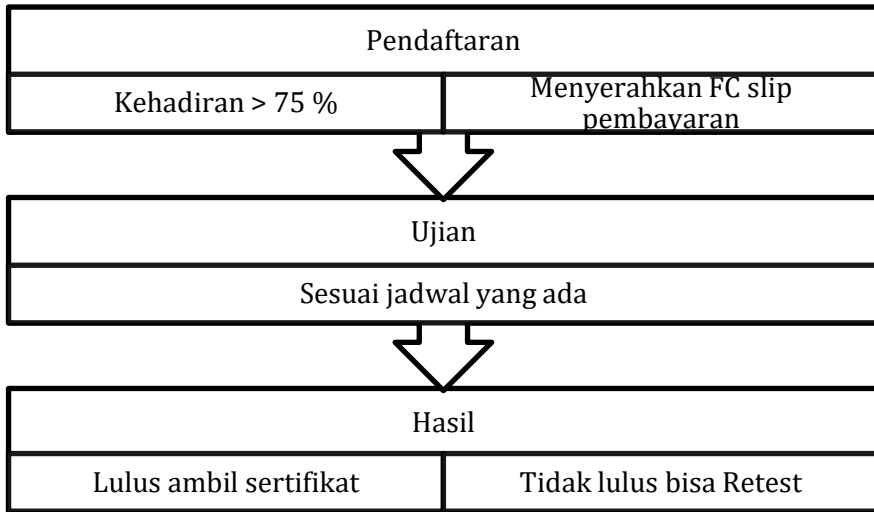 Pendaftaran
Kehadiran > 75 %
Menyerahkan FC slip
pembayaran
Ujian
Sesuai jadwal yang ada
Hasil
Lulus ambil sertifikat
Tidak lulus bisa Retest